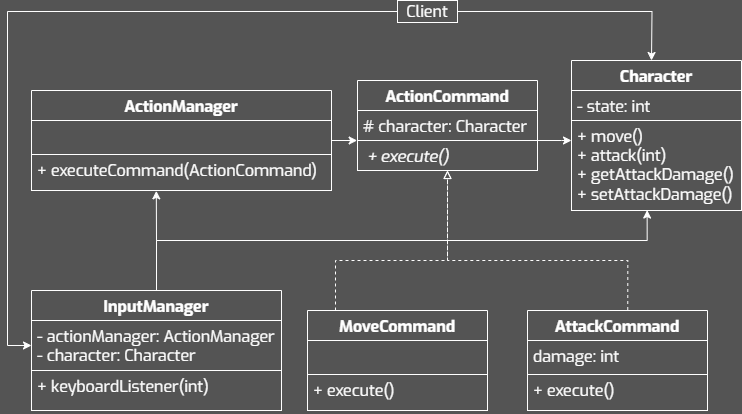 Client
ActionManager
+ executeCommand(ActionCommand)
ActionCommand
# character: Character
+ execute()
Character
- state: int
+ move()
+ attack(int)
+ getAttackDamage()
+ setAttackDamage()
InputManager
- actionManager: ActionManager
- character: Character
+ keyboardListener(int)
MoveCommand
+ execute()
AttackCommand
damage: int
+ execute()